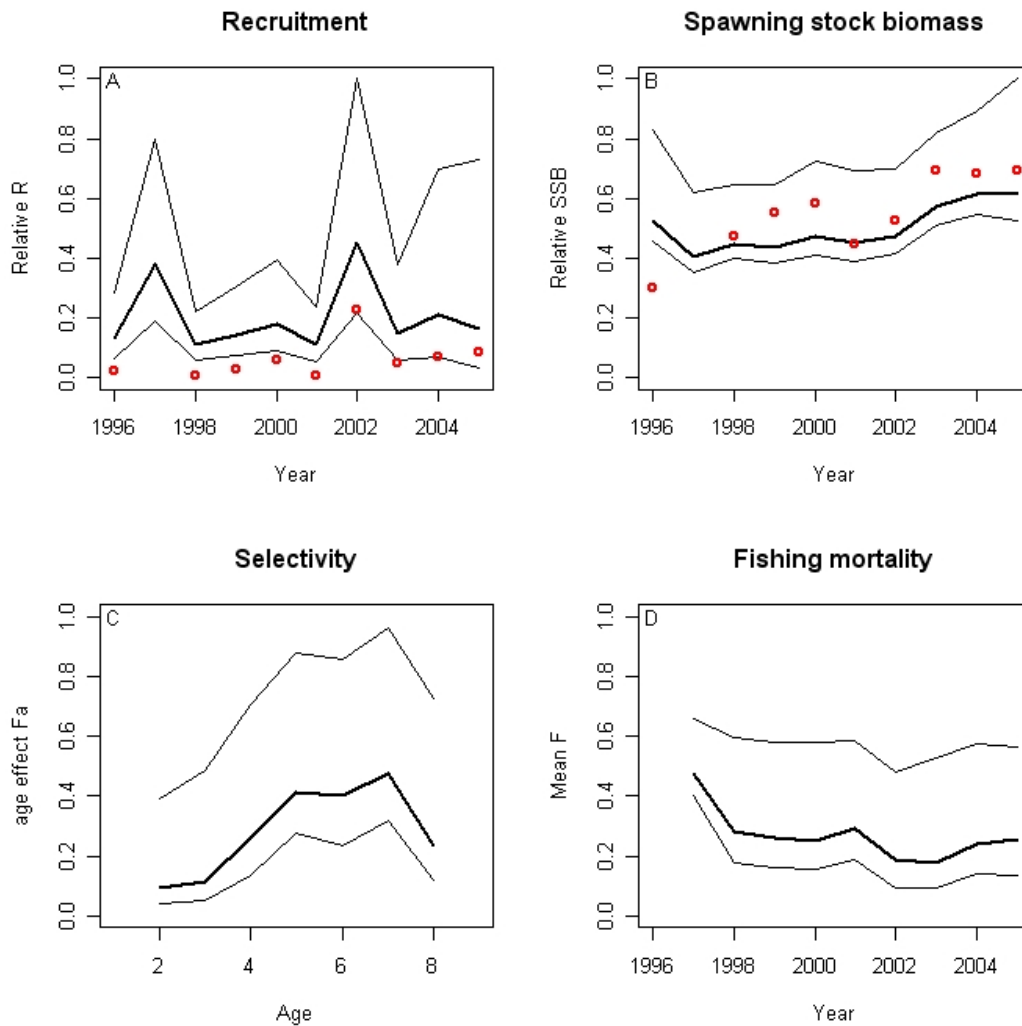 Recruitment
A
Relative R
0.0 0.2 0.4 0.6 0.8 1.0
1996 1998 2000 2002 2004
Year
Spawning stock biomass
B
Relative SSB
0.0 0.2 0.4 0.6 0.8 1.0
1996 1998 2000 2002 2004
Year
Selectivity
C
age effect Fa
0.0 0.2 0.4 0.6 0.8 1.0
2 4 6 8
Age
Fishing mortality
D
Mean F
0.0 0.2 0.4 0.6 0.8 1.0
1996 1998 2000 2002 2004
Year